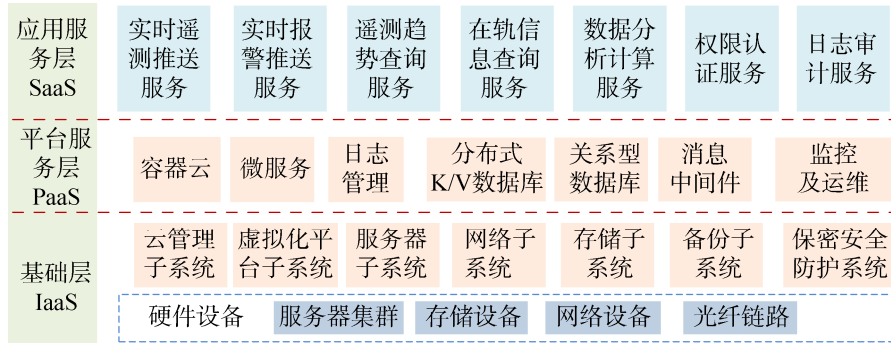 应用服
务层
SaaS
实时遥
测推送
服务
实时报
警推送
服务
遥测趋
势查询
服务
在轨信
息查询
服务
数据分
析计算
服务
权限认
证服务
日志审
计服务
平台服
务层
PaaS
容器云
微服务
日志
管理
分布式
K/V数据库
关系型
数据库
消息
中间件
监控
及运维
基础层
IaaS
云管理
子系统
虚拟化平
台子系统
服务器
子系统
网络子
系统
存储子
系统
备份子
系统
保密安全
防护系统
硬件设备
服务器集群
存储设备
网络设备
光纤链路